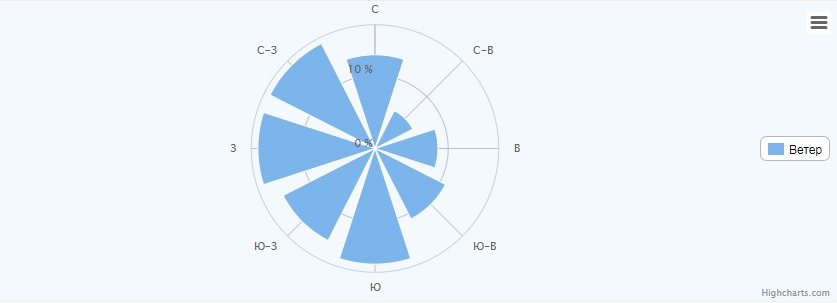 С
С-З
С-В
10 %
З
0 %
В
Ветер
Ю-З
Ю-В
Ю
Highcharts.com